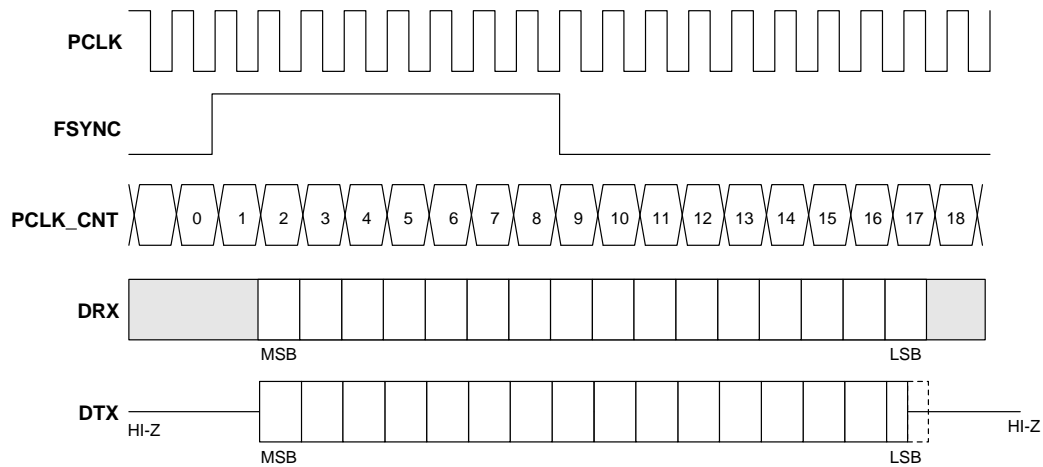 PCLK
FSYNC
PCLK_CNT 0 1 2 3 4 5 6 7 8 9 10 11 12 13 14 15 16 17 18
DRX
MSB LSB
DTX
HI-Z HI-Z
MSB LSB